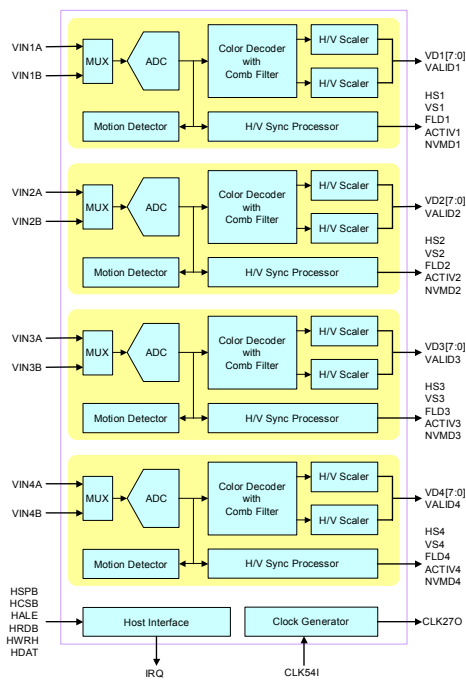 VIN1A
VIN1B
MUX
ADC
Color Decoder
with
Comb Filter
H/V Scaler
H/V Scaler
Motion Detector
H/V Sync Processor
VD1[7:0]
VALID1
HS1
VS1
FLD1
ACTIV1
NVMD1
VIN2A
VIN2B
MUX
ADC
Color Decoder
with
Comb Filter
H/V Scaler
H/V Scaler
Motion Detector
H/V Sync Processor
VD2[7:0]
VALID2
HS2
VS2
FLD2
ACTIV2
NVMD2
VIN3A
VIN3B
MUX
ADC
Color Decoder
with
Comb Filter
H/V Scaler
H/V Scaler
Motion Detector
H/V Sync Processor
VD3[7:0]
VALID3
HS3
VS3
FLD3
ACTIV3
NVMD3
VIN4A
VIN4B
MUX
ADC
Color Decoder
with
Comb Filter
H/V Scaler
H/V Scaler
Motion Detector
H/V Sync Processor
VD4[7:0]
VALID4
HS4
VS4
FLD4
ACTIV4
NVMD4
HSPB
HCSB
HALE
HRDB
HWRH
HDAT
Host Interface
Clock Generator
CLK27O
IRQ
CLK54I